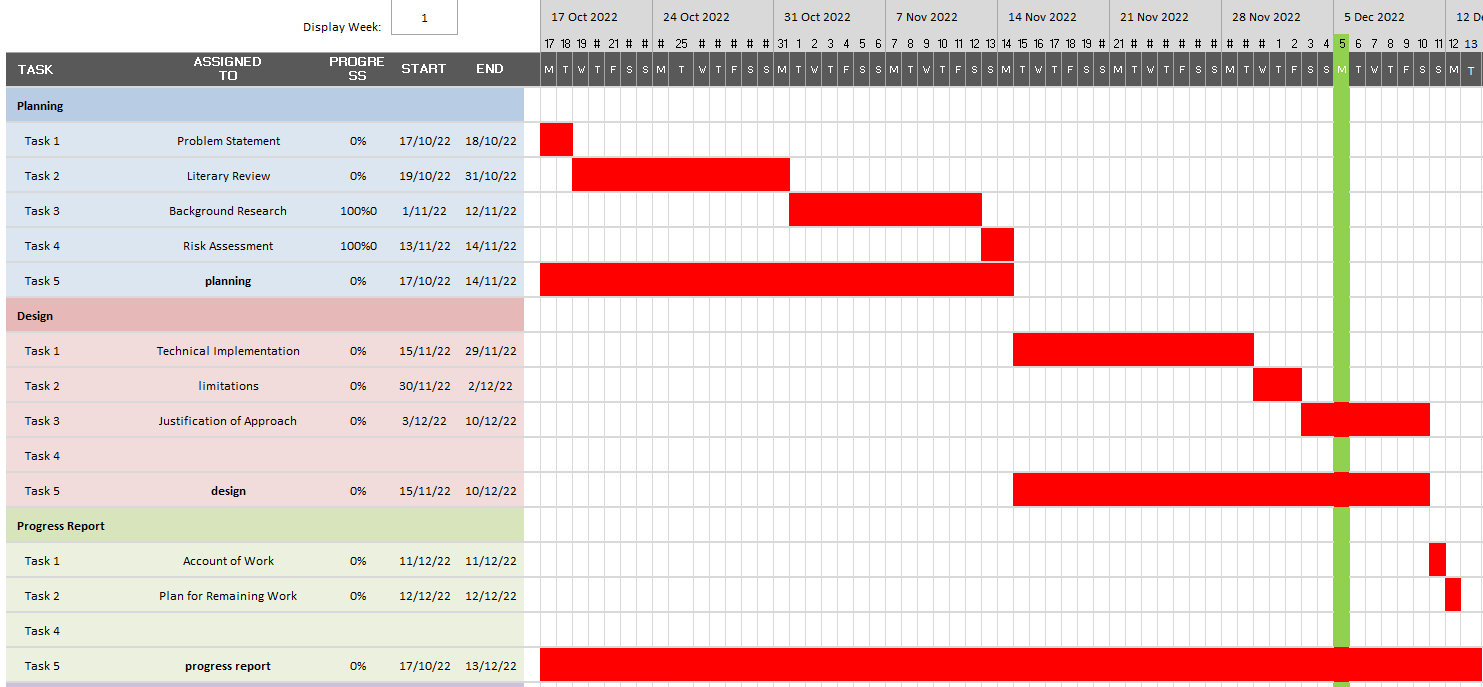 Display Week: 1
17 Oct 2022 24 Oct 2022 31 Oct 2022 7 Nov 2022 14 Nov 2022 21 Nov 2022 28 Nov 2022 5 Dec 2022 12 De
17 18 19 # 21 # # # 25 # # # # # 31 1 2 3 4 5 6 7 8 9 10 11 12 13 14 15 16 17 18 19 # 21 # # # # # # # # # 1 2 3 4 5 6 7 8 9 10 11 12 13
TASK ASSIGNED TO PROGRESS START END M T W T F S S M T W T F S S M T W T F S S M T W T F S S M T W T F S S M T W T F S S M T W T F S S M T W T F S S M T
Planning
Task 1 Problem Statement 0% 17/10/22 18/10/22
Task 2 Literary Review 0% 19/10/22 31/10/22
Task 3 Background Research 100%0 1/11/22 12/11/22
Task 4 Risk Assessment 100%0 13/11/22 14/11/22
Task 5 planning 0% 17/10/22 14/11/22
Design
Task 1 Technical Implementation 0% 15/11/22 29/11/22
Task 2 limitations 0% 30/11/22 2/12/22
Task 3 Justification of Approach 0% 3/12/22 10/12/22
Task 4
Task 5 design 0% 15/11/22 10/12/22
Progress Report
Task 1 Account of Work 0% 11/12/22 11/12/22
Task 2 Plan for Remaining Work 0% 12/12/22 12/12/22
Task 4
Task 5 progress report 0% 17/10/22 13/12/22